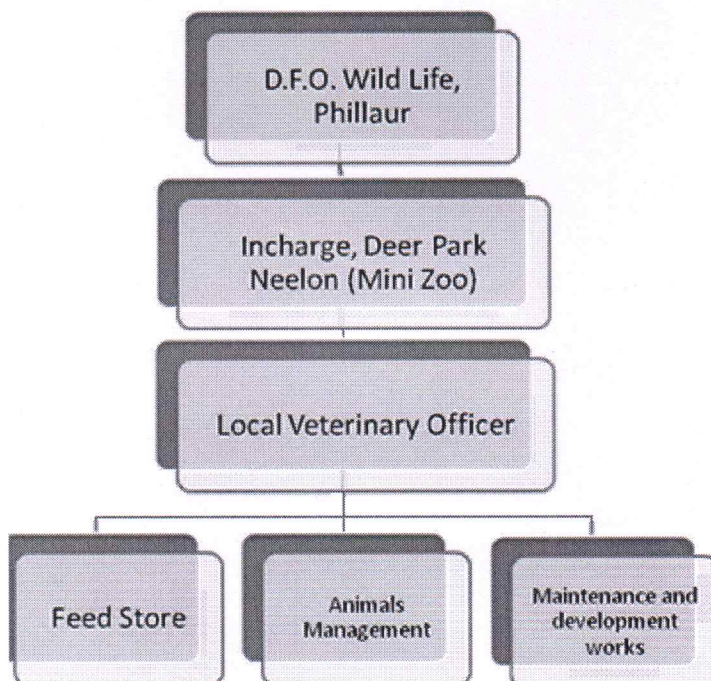 D.F.O. Wild Life,
Phillaur
Incharge, Deer Park
Neelon (Mini Zoo)
Local Veterinary Officer
Feed Store
Animals
Management
Maintenance and
development
works